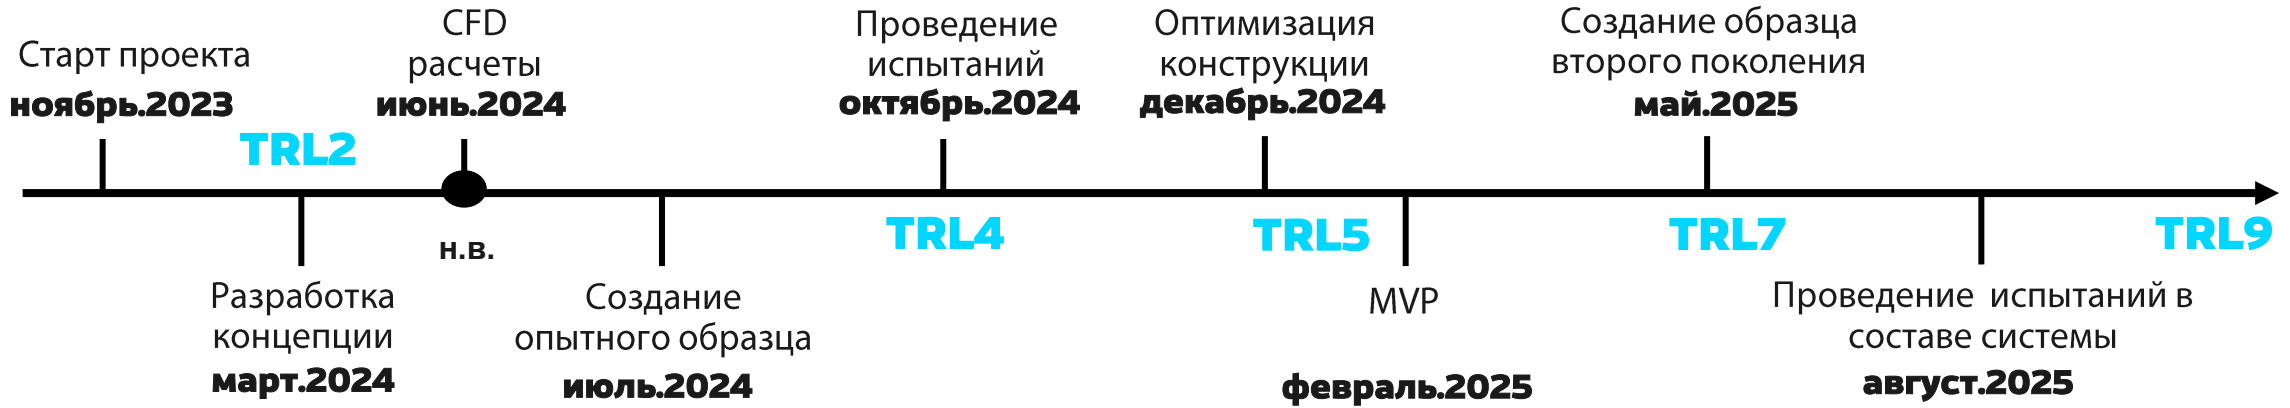 Старт проекта
ноябрь.2023
TRL2
Разработка
концепции
март.2024
CFD
расчеты
июнь.2024
н.в.
Создание
опытного образца
июль.2024
Проведение
испытаний
октябрь.2024
TRL4
Оптимизация
конструкции
декабрь.2024
TRL5
MVP
февраль.2025
Создание образца
второго поколения
май.2025
TRL7
Проведение испытаний в
составе системы
август.2025
TRL9